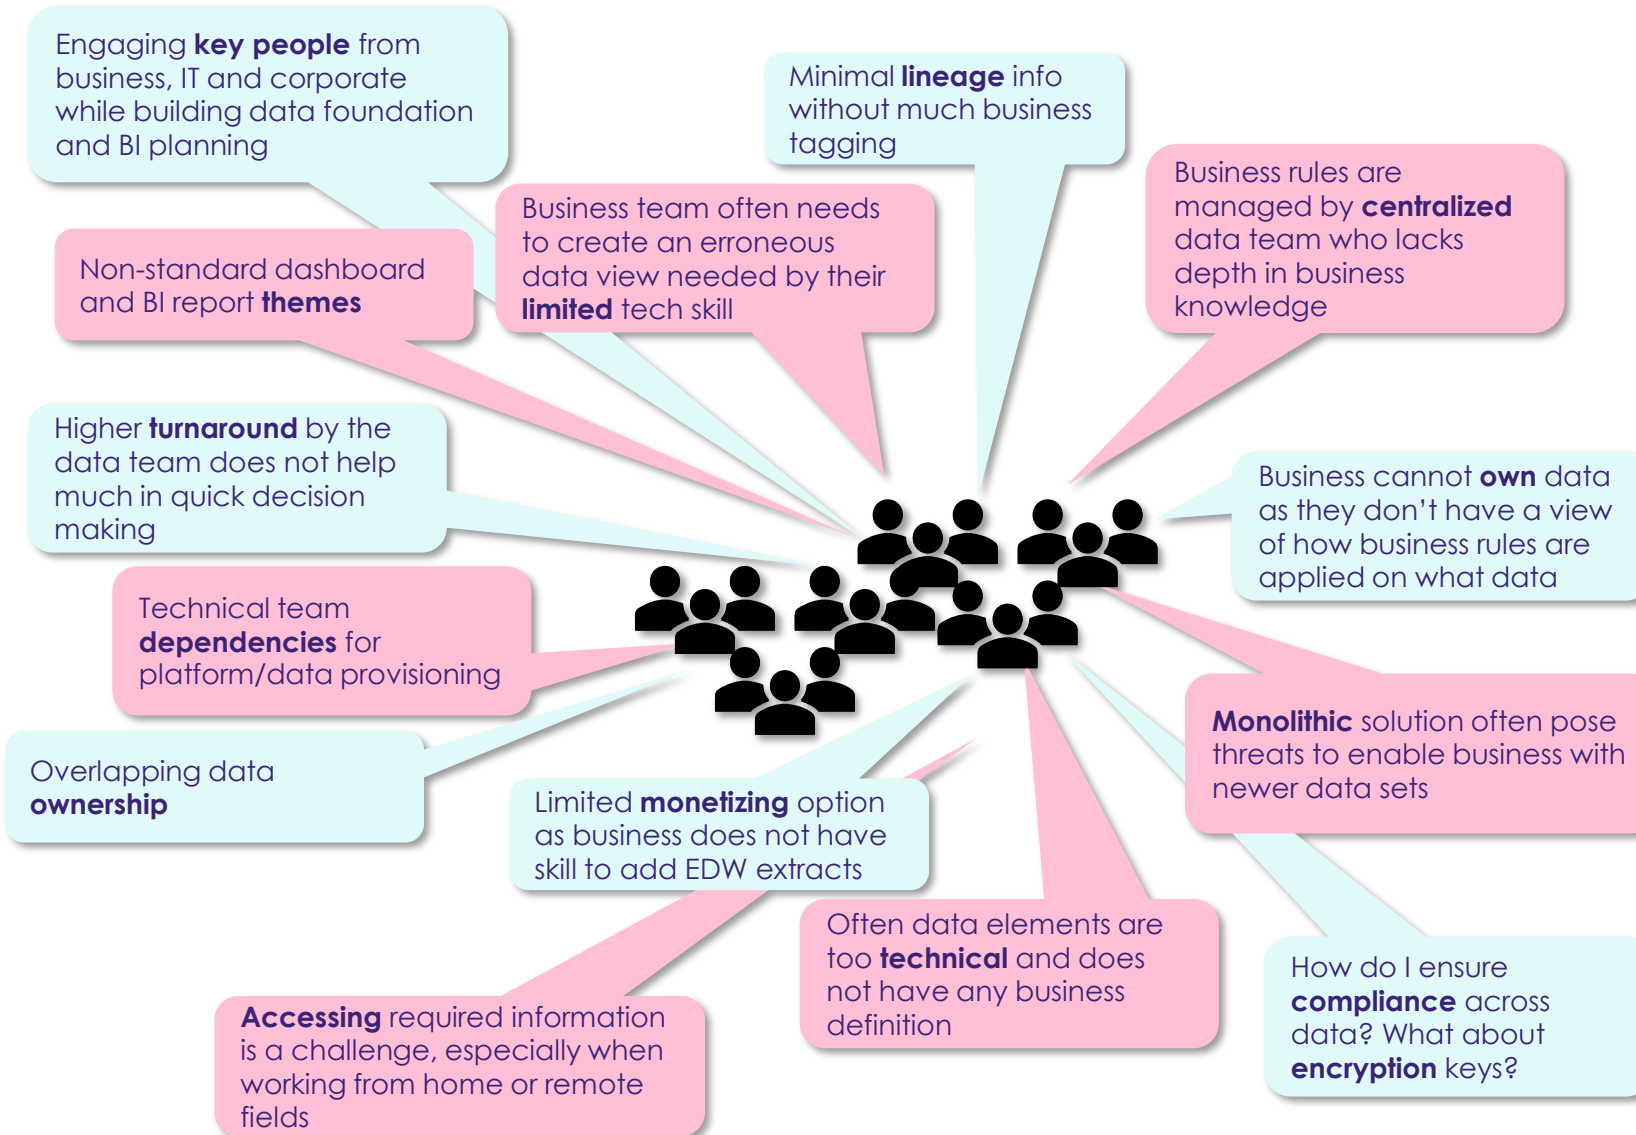 Engaging key people from
business, IT and corporate
while building data foundation
and BI planning
Minimal lineage info
without much business
tagging
Business rules are
managed by centralized
data team who lacks
depth in business
knowledge
Business team often needs
to create an erroneous
data view needed by their
limited tech skill
Non-standard dashboard
and BI report themes
Higher turnaround by the
data team does not help
much in quick decision
making
Business cannot own data
as they don't have a view
of how business rules are
applied on what data
Technical team
dependencies for
platform/data provisioning
Monolithic solution often pose
threats to enable business with
newer data sets
Overlapping data
ownership
Limited monetizing option
as business does not have
skill to add EDW extracts
Often data elements are
too technical and does
not have any business
definition
How do I ensure
compliance across
data? What about
encryption keys?
Accessing required information
is a challenge, especially when
working from home or remote
fields